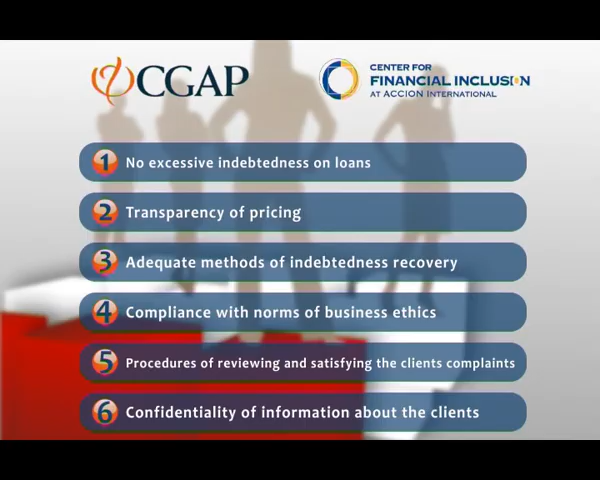 CGAP
CENTER FOR
FINANCIAL INCLUSION
AT ACCION INTERNATIONAL
1 No excessive indebtedness on loans
2 Transparency of pricing
3 Adequate methods of indebtedness recovery
4 Compliance with norms of business ethics
5 Procedures of reviewing and satisfying the clients complaints
6 Confidentiality of information about the clients